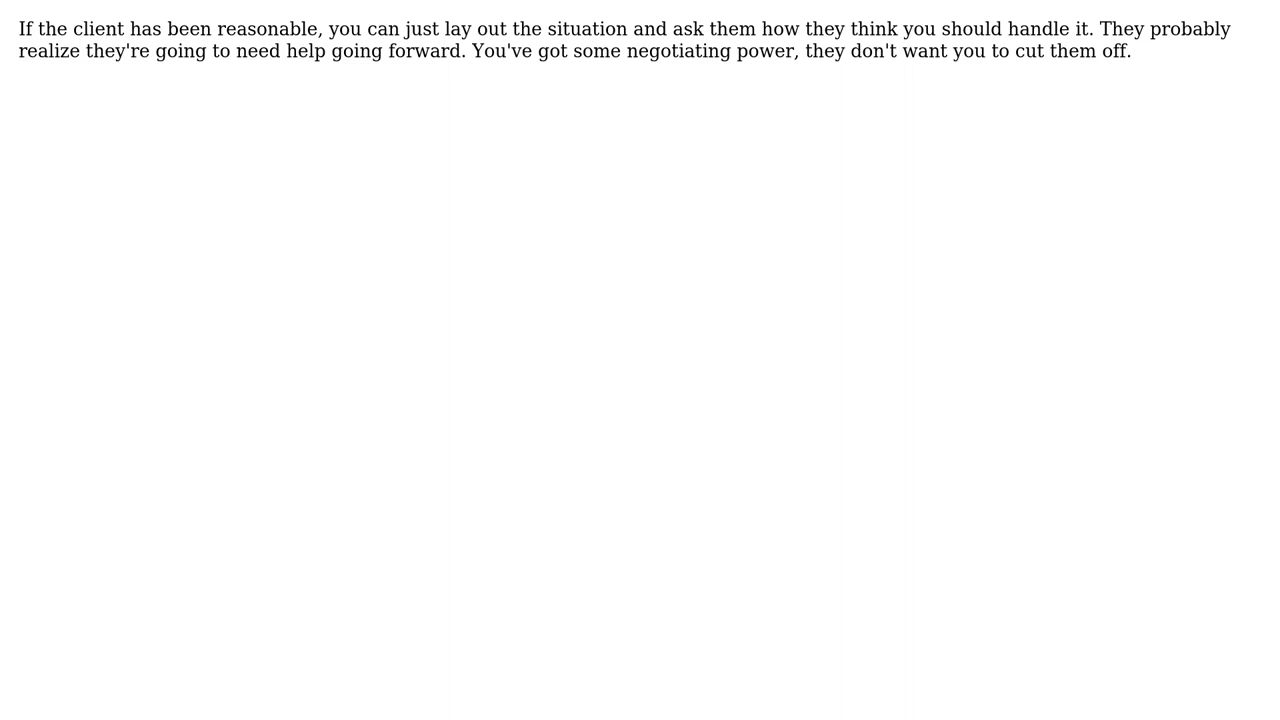 If the client has been reasonable, you can just lay out the situation and ask them how they think you should handle it. They probably
realize they're going to need help going forward. You've got some negotiating power, they don't want you to cut them off.